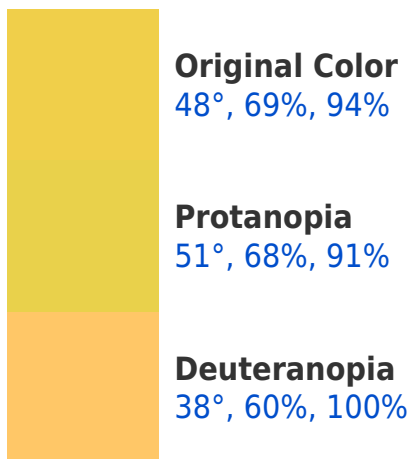 Original Color
48°, 69%, 94%
Protanopia
51°, 68%, 91%
Deuteranopia
38°, 60%, 100%